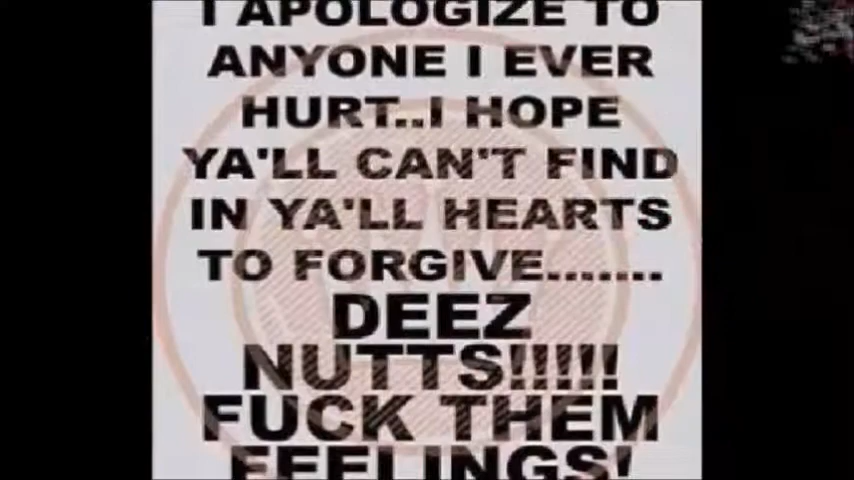 I APOLOGIZE TO
ANYONE I EVER
HURT..I HOPE
YA'LL CAN'T FIND
IN YA'LL HEARTS
TO FORGIVE.......
DEEZ
NUTTS!!!!!
FUCK THEM
FEELINGS!